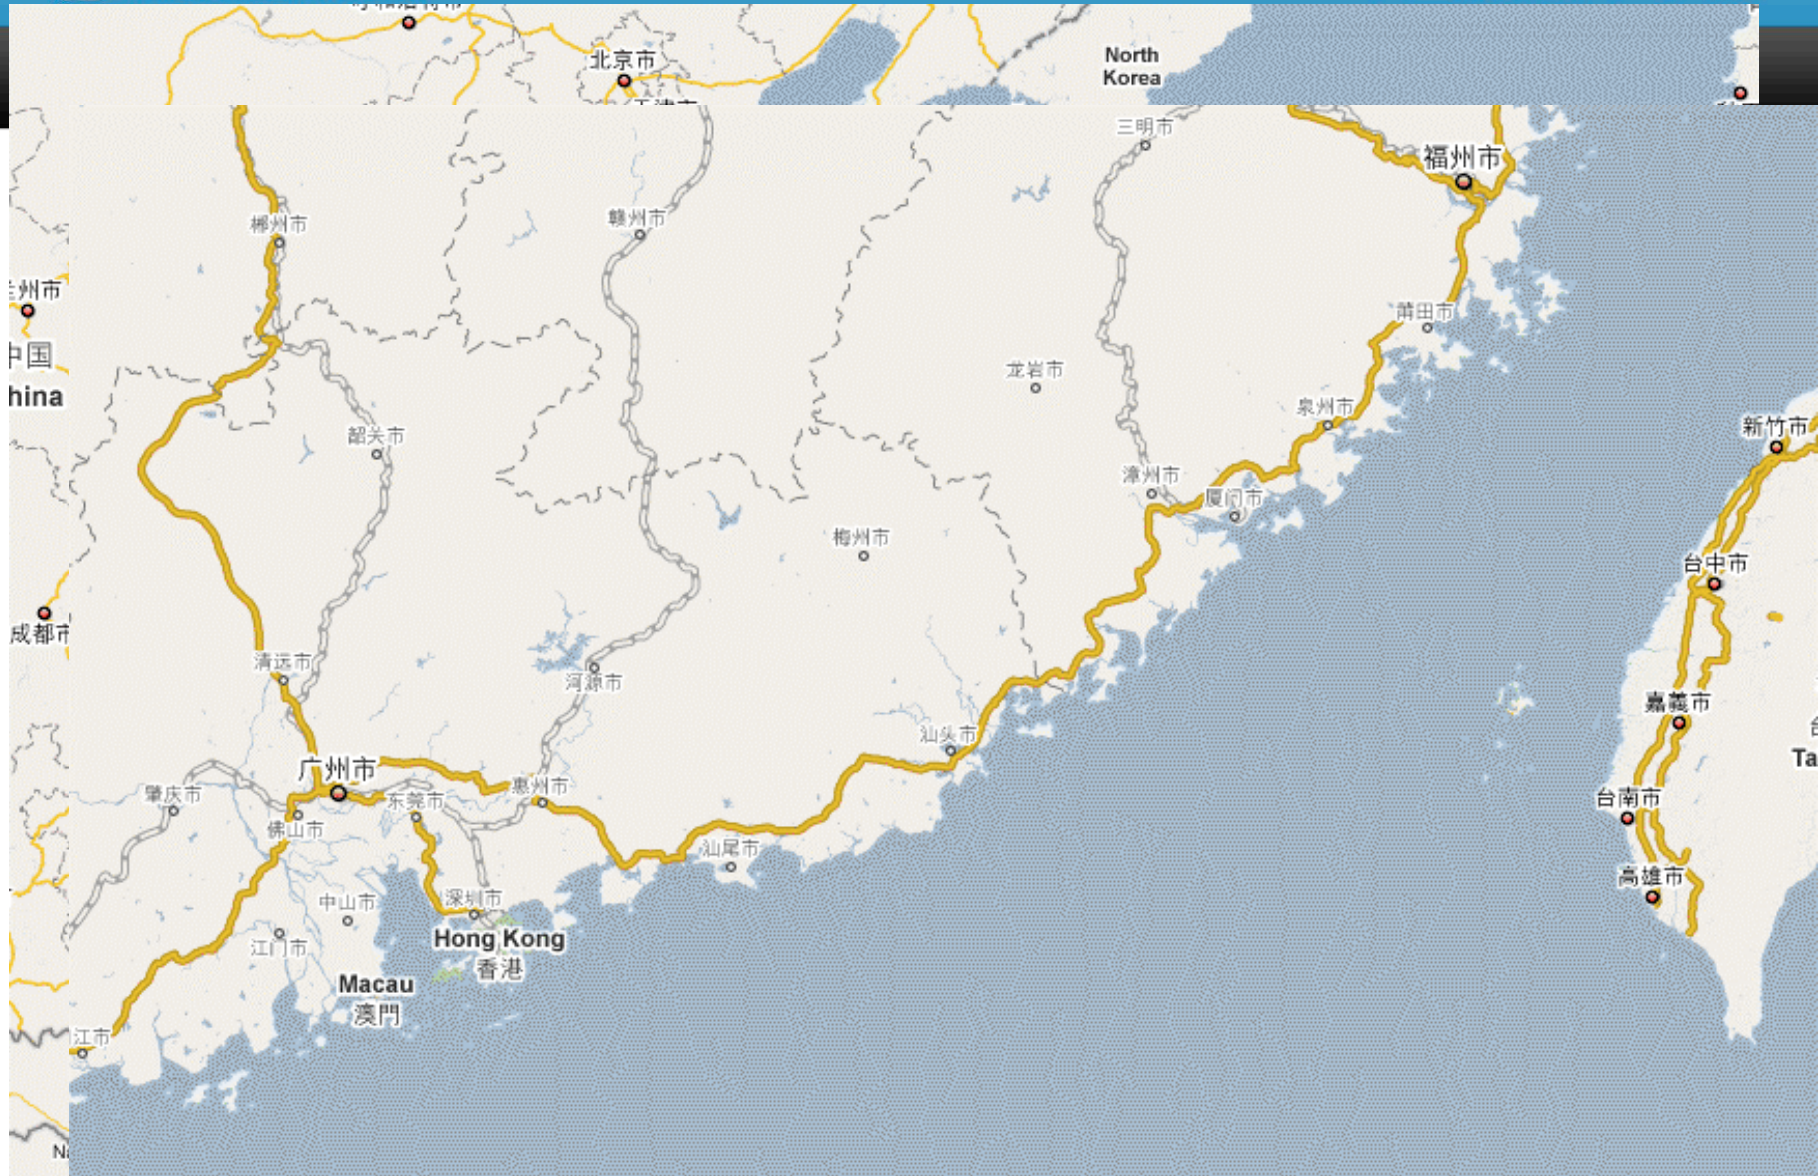 北京市
North
Korea
三明市
福州市
郴州市
赣州市
州市
莆田市
中国
hina
龙岩市
泉州市
新竹市
韶关市
漳州市
厦门市
梅州市
台中市
成都市
清远市
河源市
嘉義市
汕头市
Ta
广州市
惠州市
肇庆市
东莞市
台南市
佛山市
汕尾市
高雄市
深圳市
中山市
Hong Kong
江门市
香港
Macau
澳門
江市